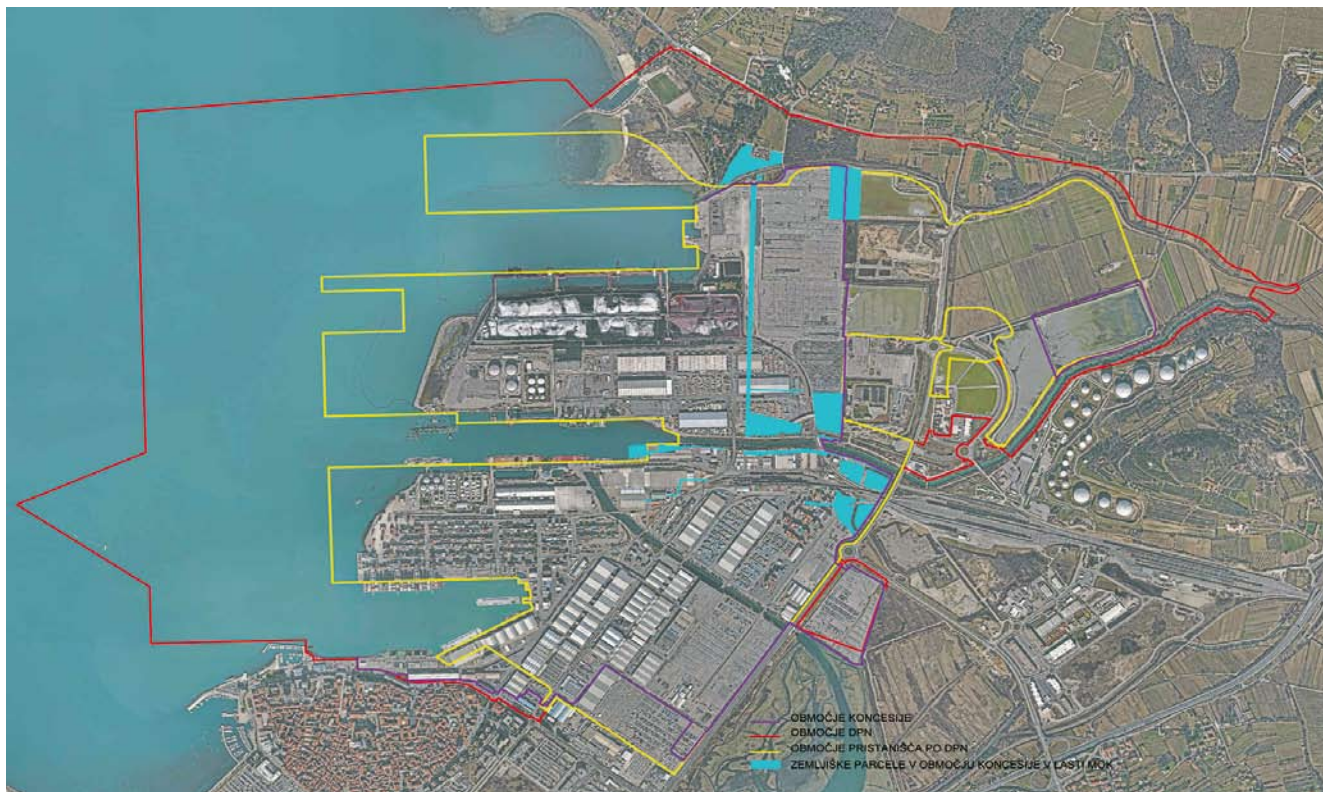 OBMOČJE KONCESIJE
OBMOČJE DPN
OBMOČJE PRISTANIŠČA PO DPN
ZEMLJIŠKE PARCELE V OBMOČJU KONCESIJE V LASTI MOK